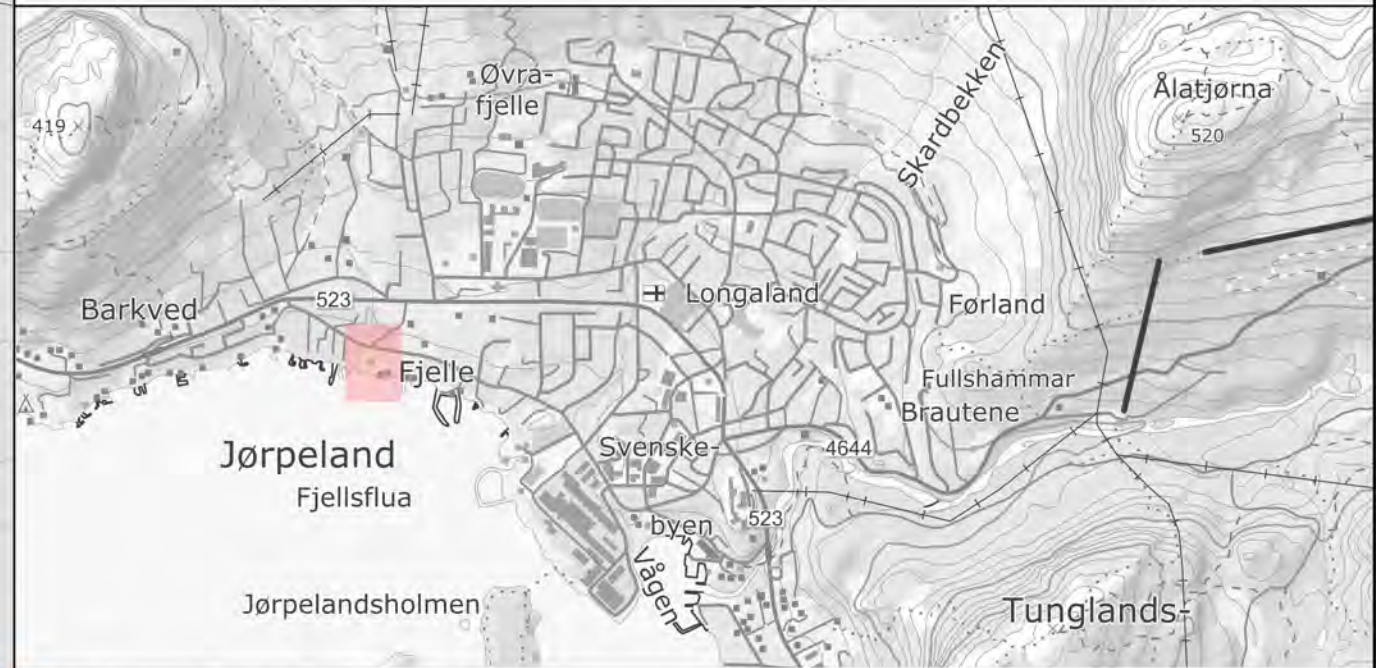 Øvra-
fjelle
Skardbekken
Ålatjørna
520
419
Barkved
523
Longaland
Førland
Fjelle
Fullshammar
Brautene
Jørpeland
Fjellsflua
Svenske-
4644
byen
523
Vågen
Jørpelandsholmen
Tunglands-